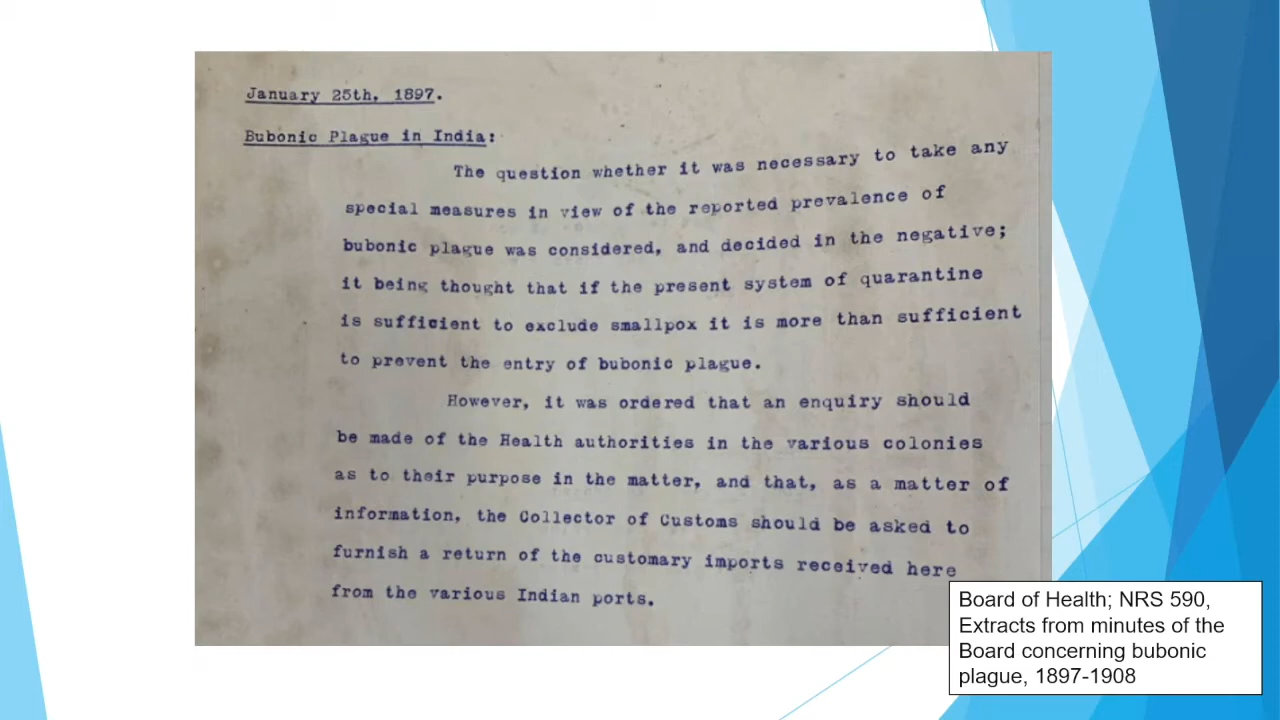 January 25th, 1897.
Bubonic Plague in India:
The question whether it was necessary to take any
special measures in view of the reported prevalence of
bubonic plague was considered, and decided in the negative;
it being thought that if the present system of quarantine
is sufficient to exclude smallpox it is more than sufficient
to prevent the entry of bubonic plague.
However, it was ordered that an enquiry should
be made of the Health authorities in the various colonies
as to their purpose in the matter, and that, as a matter of
information, the Collector of Customs should be asked to
furnish a return of the customary imports received here
from the various Indian ports.
Board of Health; NRS 590,
Extracts from minutes of the
Board concerning bubonic
plague, 1897-1908